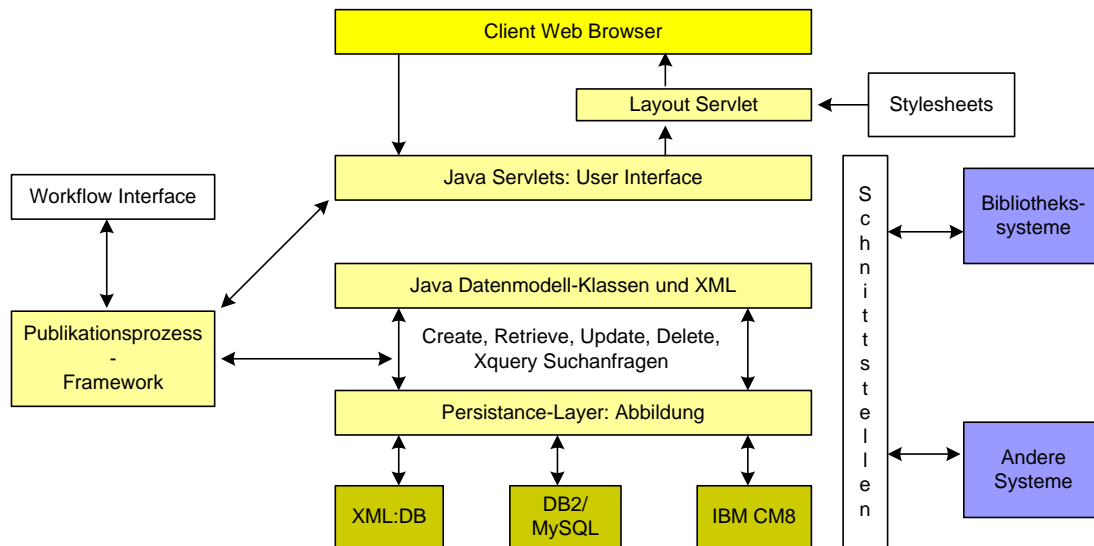 Client Web Browser
Layout Servlet
Stylesheets
Java Servlets: User Interface
Workflow Interface
Schnittstellen
Bibliotheks-
systeme
Java Datenmodell-Klassen und XML
Publikationsprozess
-
Framework
Create, Retrieve, Update, Delete,
Xquery Suchanfragen
Persistance-Layer: Abbildung
Andere
Systeme
XML:DB
DB2/
MySQL
IBM CM8